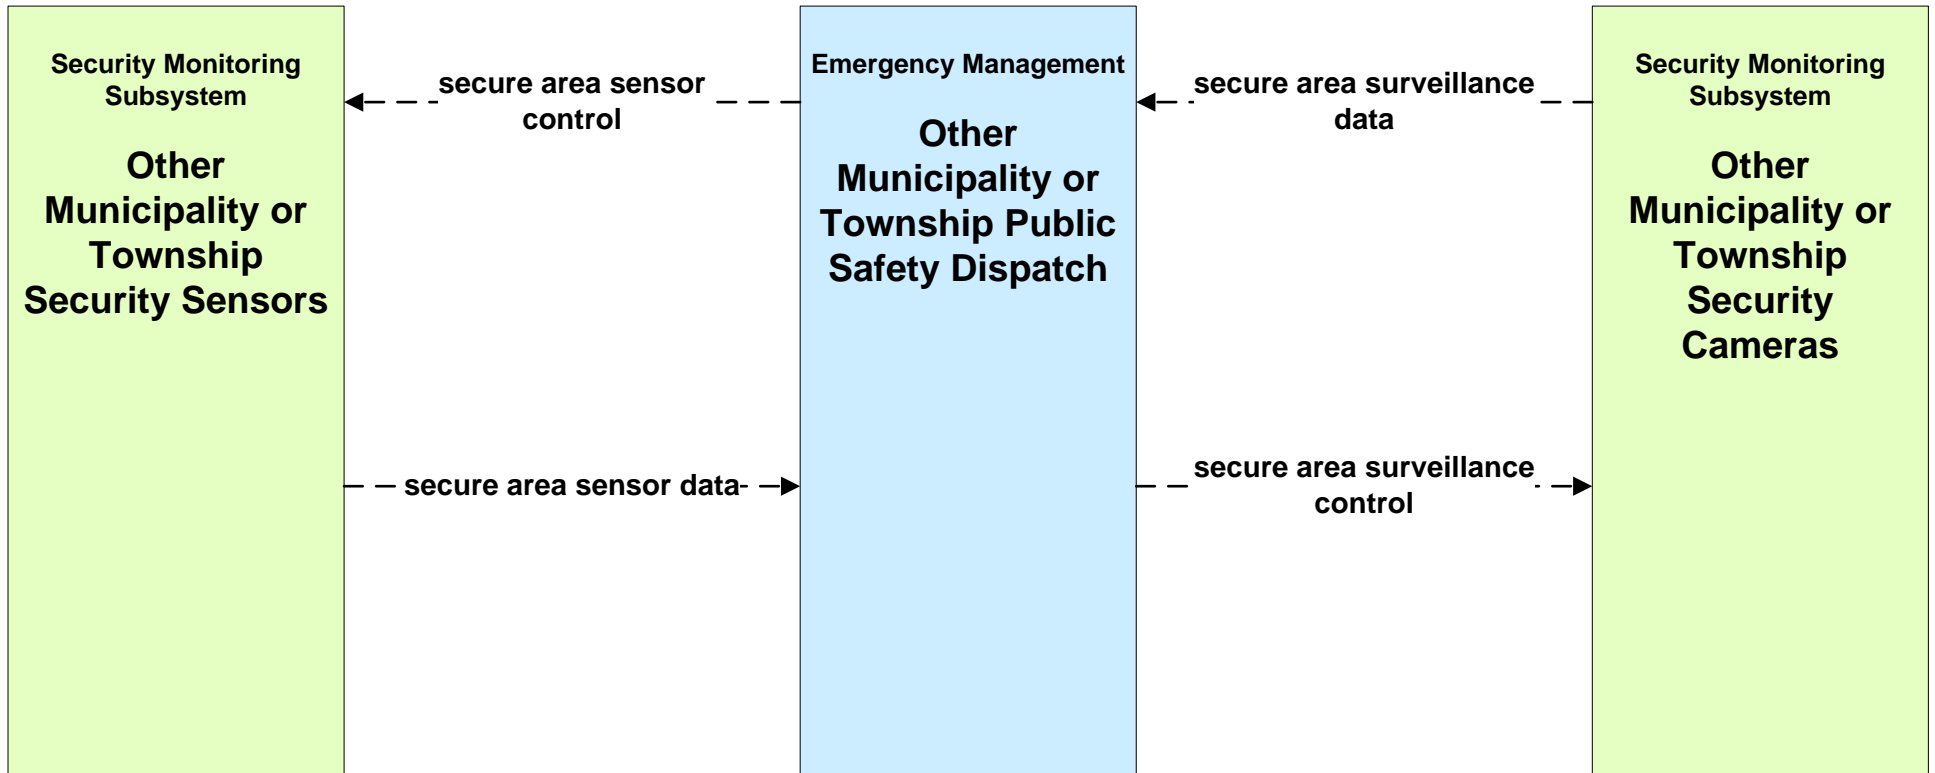 Security Monitoring
Subsystem
Other
Municipality or
Township
Security Sensors
secure area sensor
control
secure area sensor data
Emergency Management
Other
Municipality or
Township Public
Safety Dispatch
secure area surveillance
data
secure area surveillance
control
Security Monitoring
Subsystem
Other
Municipality or
Township
Security
Cameras